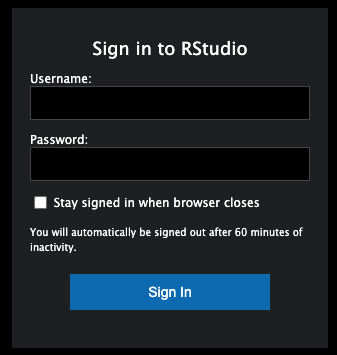 Sign in to RStudio
Username:
Password:
Stay signed in when browser closes
You will automatically be signed out after 60 minutes of
inactivity.
Sign In